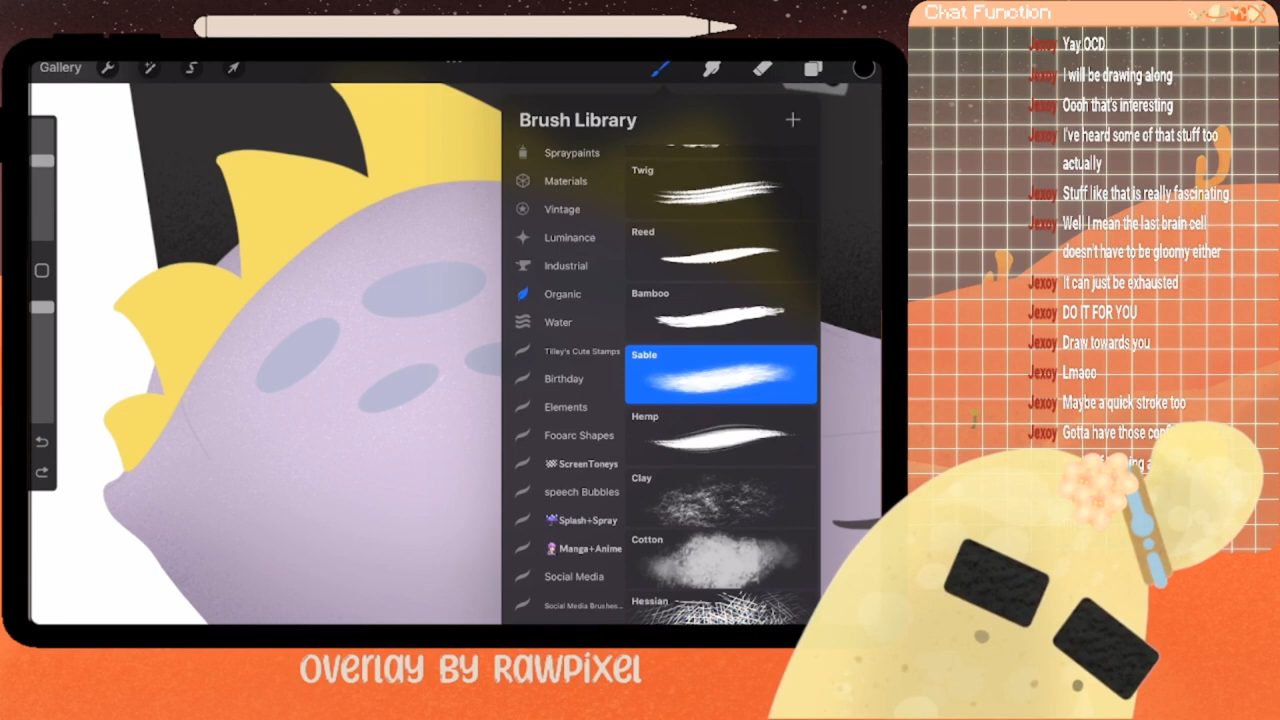 Chat Function
Gallery
Brush Library
Spraypaints
Materials
Vintage
Luminance
Industrial
Organic
Water
Tilley's Cute Stamps
Birthday
Elements
Fooarc Shapes
ScreenToneys
speech Bubbles
Splash+Spray
Manga+Anime
Social Media
Social Media Brushes...
Twig
Reed
Bamboo
Sable
Hemp
Clay
Cotton
Hessian
Jexoy Yay OCD
Jexoy I will be drawing along
Jexoy Oooh that's interesting
Jexoy I've heard some of that stuff too
actually
Jexoy Stuff like that is really fascinating
Jexoy Well I mean the last brain cell
doesn't have to be gloomy either
Jexoy It can just be exhausted
Jexoy DO IT FOR YOU
Jexoy Draw towards you
Jexoy Lmaoo
Jexoy Maybe a quick stroke too
Jexoy Gotta have those
OVERLAY BY RAWPIXEL